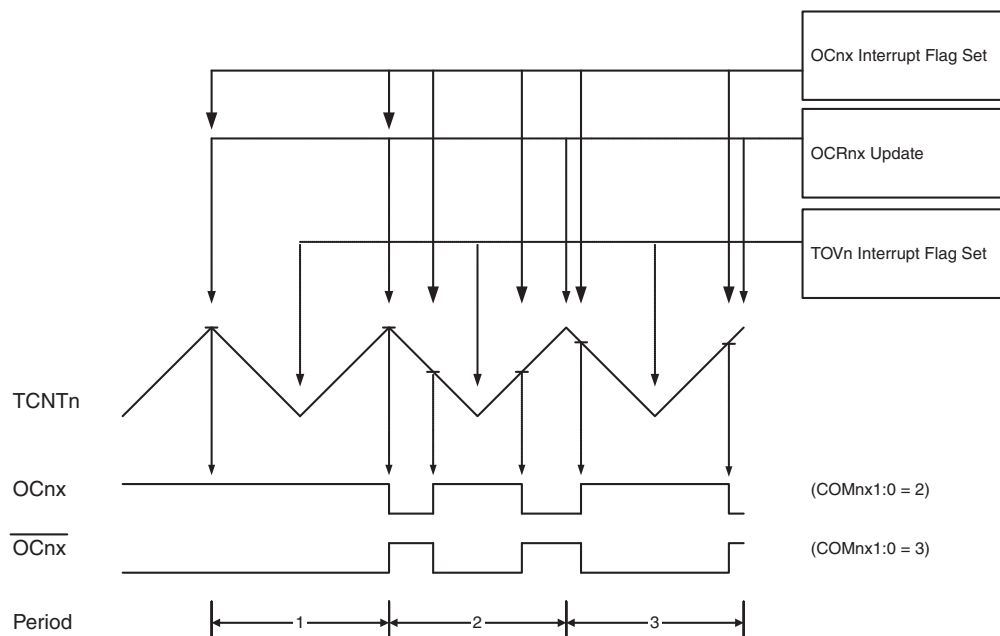 OCnx Interrupt Flag Set
OCRnx Update
TOVn Interrupt Flag Set
TCNTn
OCnx
(COMnx1:0 = 2)
OCnx
(COMnx1:0 = 3)
Period
1
2
3